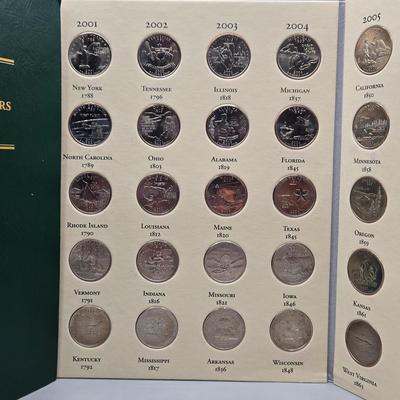 RS
2001 2002 2003 2004
New York Tennessee Illinois Michigan
1788 1796 1818 1837
North Carolina Ohio Alabama Florida
1789 1803 1819 1845
Rhode Island Louisiana Maine Texas
1790 1812 1820 1845
Vermont Indiana Missouri Iowa
1791 1816 1821 1846
Kentucky Mississippi Arkansas Wisconsin
1792 1817 1836 1848
2005
California
1850
Minnesota
1858
Oregon
1859
Kansas
1861
West Virginia
1863